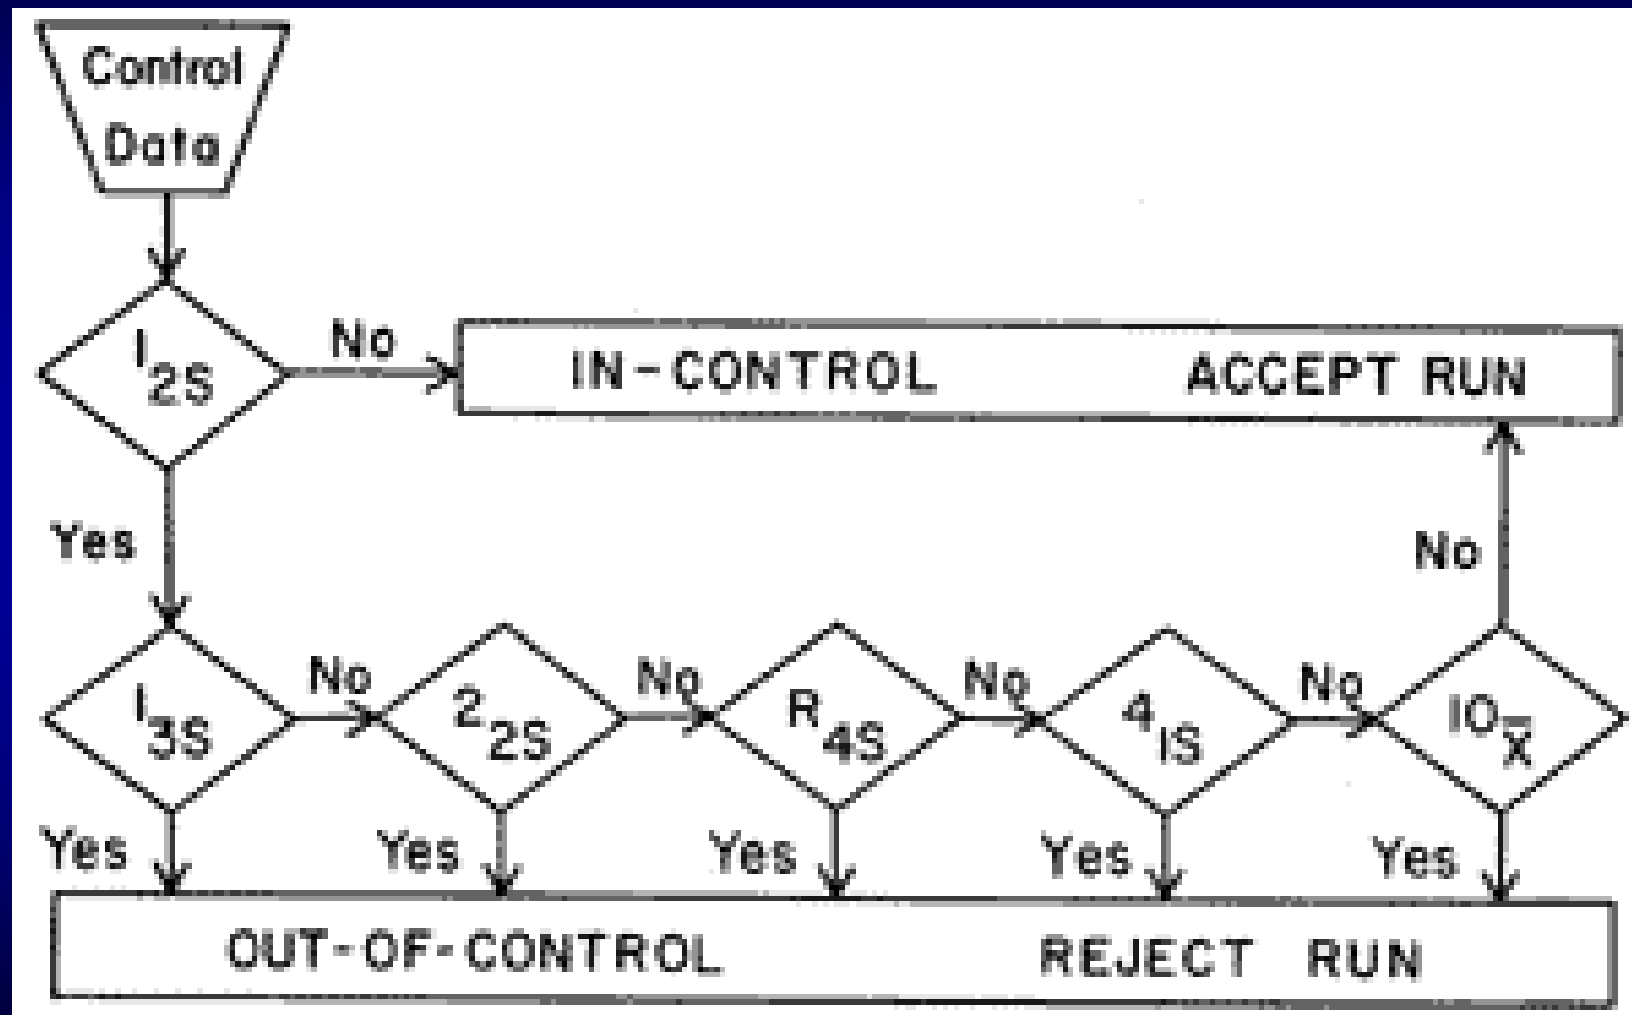 Control
Data
1 2S
No
IN-CONTROL ACCEPT RUN
Yes
No
1 3S
No
2 2S
No
R 4S
No
4 1S
No
10 X̅
Yes
Yes
Yes
Yes
Yes
OUT-OF-CONTROL REJECT RUN